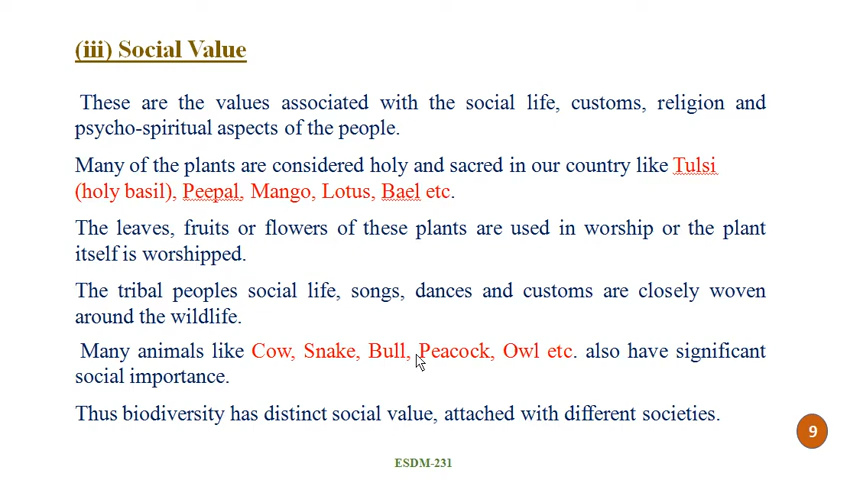 (iii) Social Value
These are the values associated with the social life, customs, religion and
psycho-spiritual aspects of the people.
Many of the plants are considered holy and sacred in our country like Tulsi
(holy basil), Peepal, Mango, Lotus, Bael etc.
The leaves, fruits or flowers of these plants are used in worship or the plant
itself is worshipped.
The tribal peoples social life, songs, dances and customs are closely woven
around the wildlife.
Many animals like Cow, Snake, Bull, Peacock, Owl etc. also have significant
social importance.
Thus biodiversity has distinct social value, attached with different societies.
9
ESDM-231